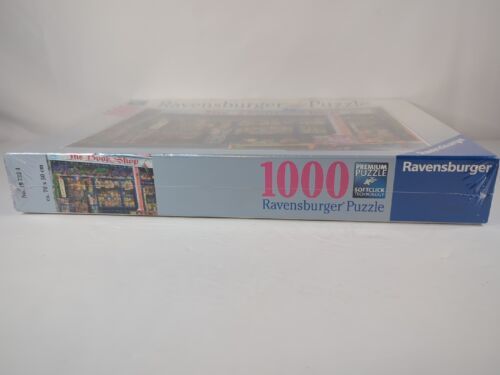 Ravensburger Puzzle
The Book Shop
1000
PREMIUM
PUZZLE
SOFTCLICK
TECHNOLOGY
Ravensburger
Ravensburger® Puzzle